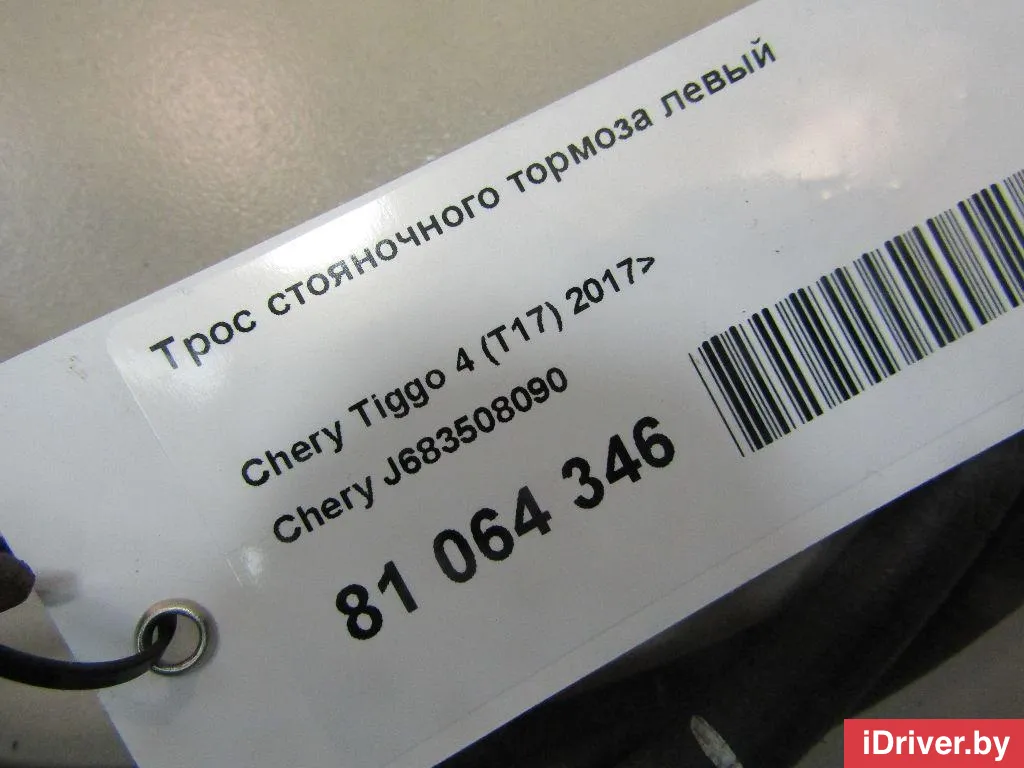 Трос стояночного тормоза левый
Chery Tiggo 4 (T17) 2017>
Chery J683508090
81 064 346
iDriver.by